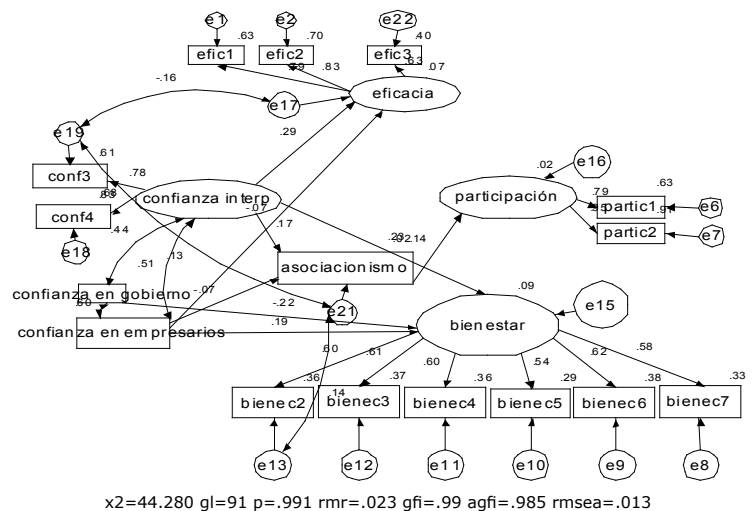 e1 e2 e22
.63 .70 .40
efic1 efic2 efic3
.83 .63 .07
-.16
eficacia
e17
e19
.29
.61
e16
.02
conf3 .78
confianza interp participación
.79 .63
partic1 e6
-.07
conf4
.44 .17
partic2 e7
e18
.23 .14
.51 .13
asociacionismo
-.07
confianza en gobierno
-.22 .09
e21 e15
confianza en empresarios .19 bienestar
.60 .61 .60 .54 .62 .58
.36 .37 .36 .29 .38 .33
bienec2 bienec3 bienec4 bienec5 bienec6 bienec7
.14
e13 e12 e11 e10 e9 e8
x2=44.280 gl=91 p=.991 rmr=.023 gfi=.99 agfi=.985 rmsea=.013